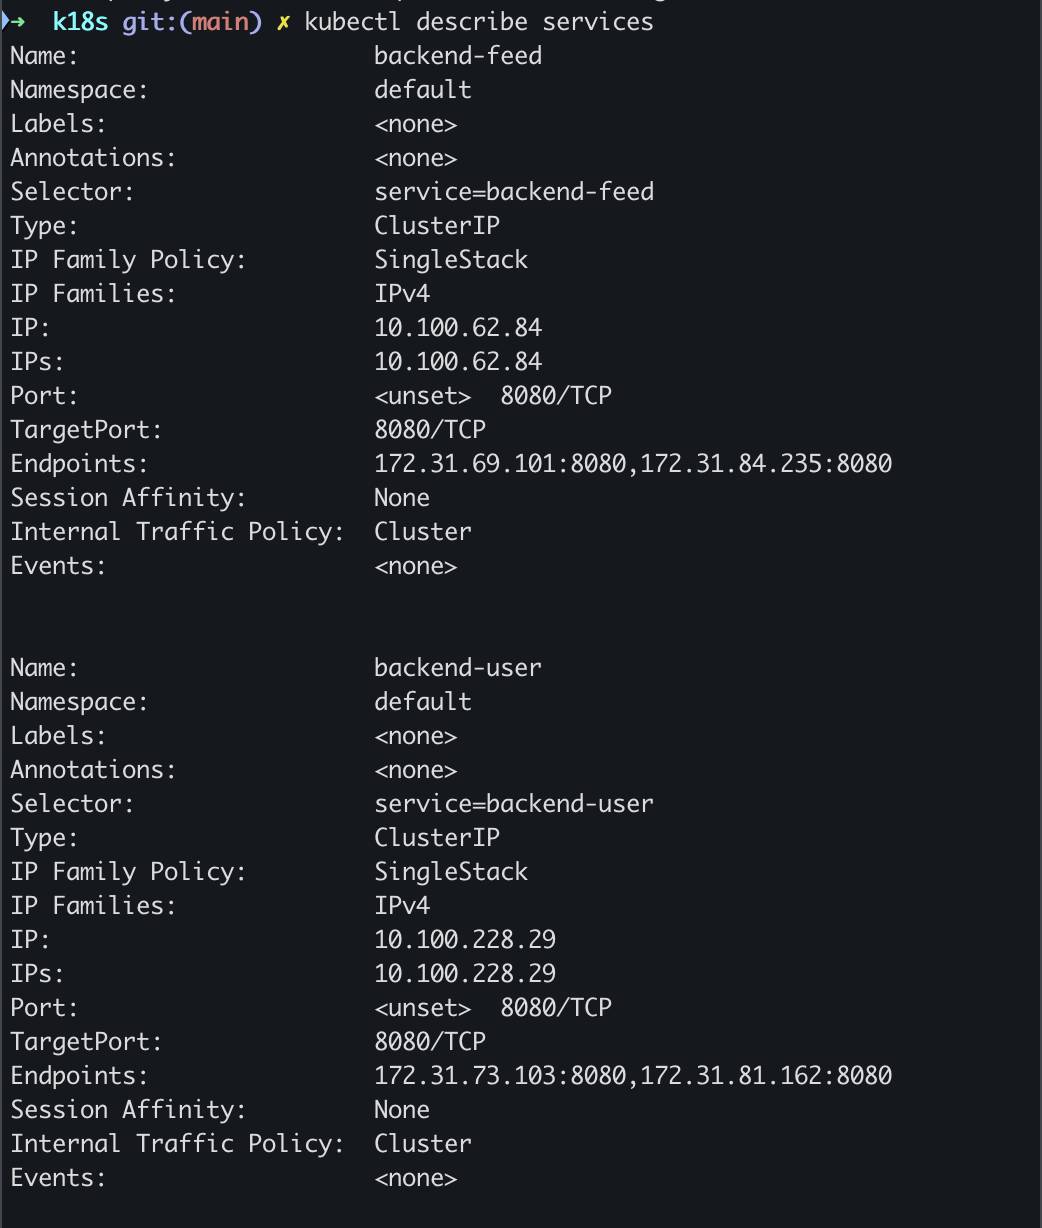 ➜  k18s git:(main) ✗ kubectl describe services
Name:                     backend-feed
Namespace:                default
Labels:                   <none>
Annotations:              <none>
Selector:                 service=backend-feed
Type:                     ClusterIP
IP Family Policy:         SingleStack
IP Families:              IPv4
IP:                       10.100.62.84
IPs:                      10.100.62.84
Port:                     <unset>  8080/TCP
TargetPort:               8080/TCP
Endpoints:                172.31.69.101:8080,172.31.84.235:8080
Session Affinity:         None
Internal Traffic Policy:  Cluster
Events:                   <none>
Name:                     backend-user
Namespace:                default
Labels:                   <none>
Annotations:              <none>
Selector:                 service=backend-user
Type:                     ClusterIP
IP Family Policy:         SingleStack
IP Families:              IPv4
IP:                       10.100.228.29
IPs:                      10.100.228.29
Port:                     <unset>  8080/TCP
TargetPort:               8080/TCP
Endpoints:                172.31.73.103:8080,172.31.81.162:8080
Session Affinity:         None
Internal Traffic Policy:  Cluster
Events:                   <none>